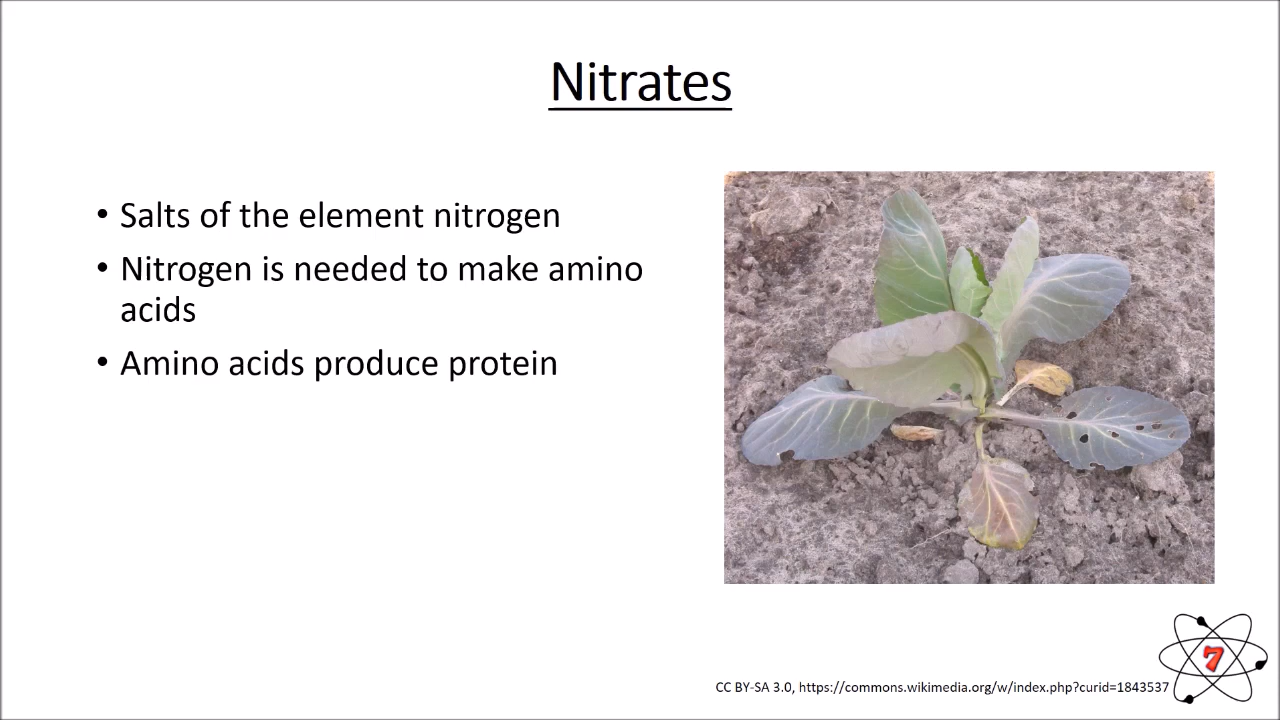 Nitrates
• Salts of the element nitrogen
• Nitrogen is needed to make amino
acids
• Amino acids produce protein
7
CC BY-SA 3.0, https://commons.wikimedia.org/w/index.php?curid=1843537